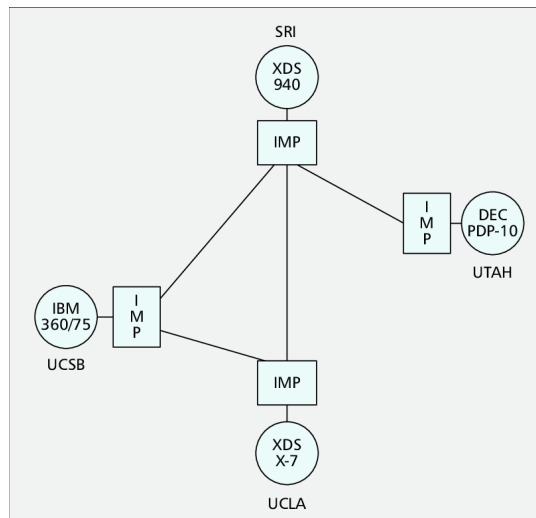 SRI
XDS
940
IMP
I
M
P
DEC
PDP-10
UTAH
IBM
360/75
I
M
P
UCSB
IMP
XDS
X-7
UCLA